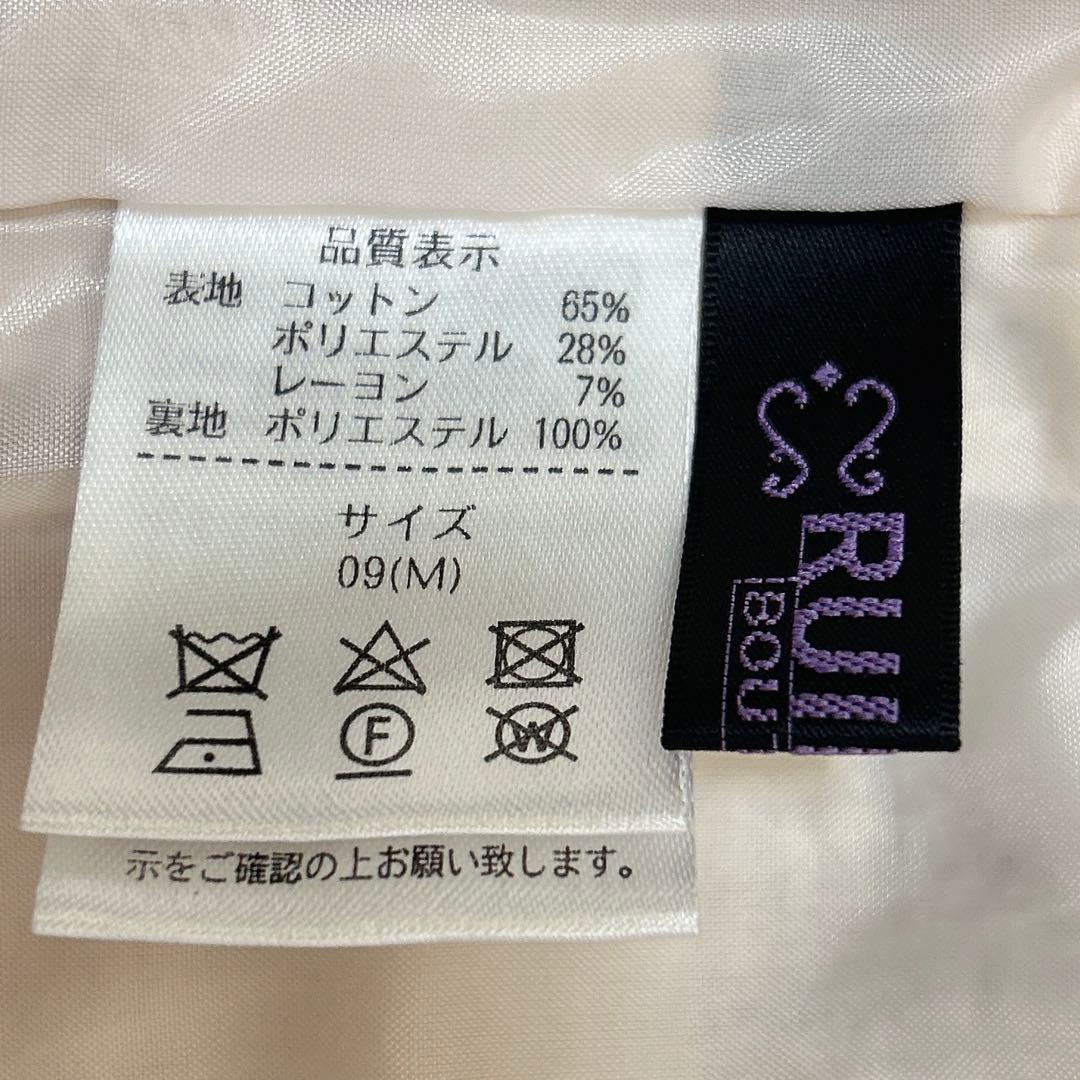 品質表示
表地 コットン 65%
ポリエステル 28%
レーヨン 7%
裏地 ポリエステル 100%
サイズ
09(M)
F
W
示をご確認の上お願い致します。
RUI
BOU